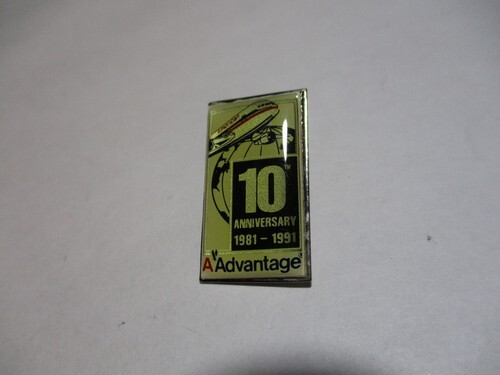 10TH
ANNIVERSARY
1981 - 1991
AAdvantage